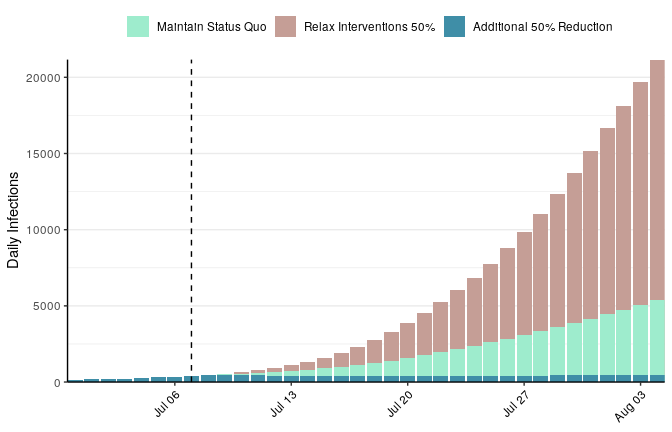 Maintain Status Quo Relax Interventions 50% Additional 50% Reduction
Daily Infections
20000
15000
10000
5000
0
Jul 06 Jul 13 Jul 20 Jul 27 Aug 03